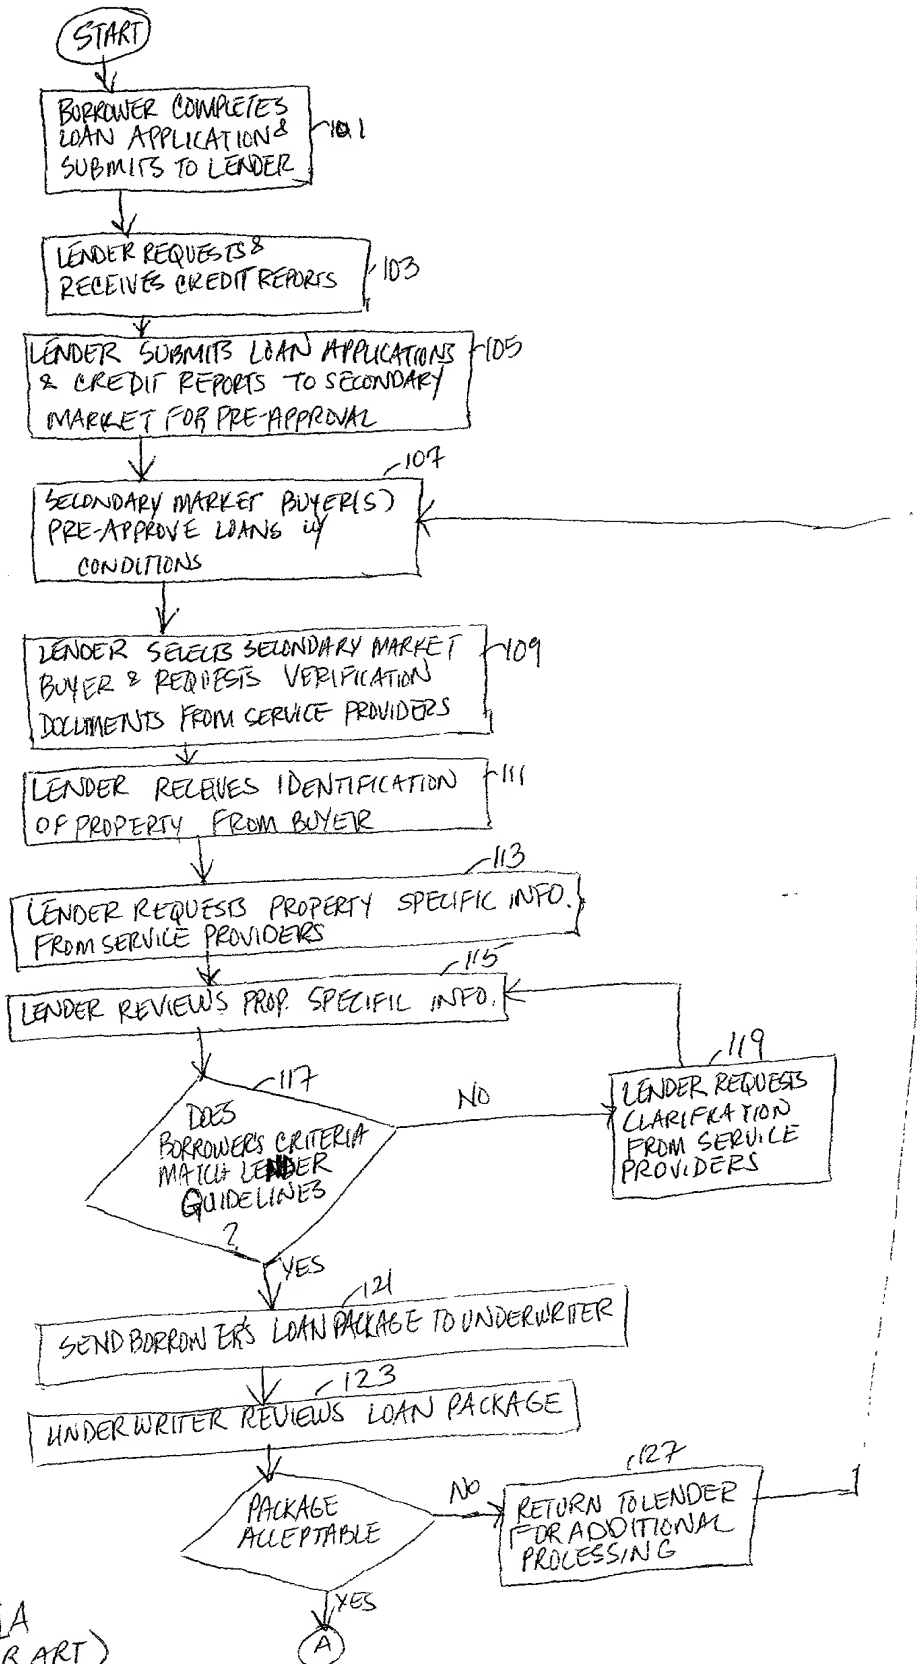 START
BORROWER COMPLETES
LOAN APPLICATION &
SUBMITS TO LENDER
101
LENDER REQUESTS &
RECEIVES CREDIT REPORTS
103
LENDER SUBMITS LOAN APPLICATIONS
& CREDIT REPORTS TO SECONDARY
MARKET FOR PRE-APPROVAL
105
107
SECONDARY MARKET BUYER(S)
PRE-APPROVE LOANS W/
CONDITIONS
LENDER SELECTS SECONDARY MARKET
BUYER & REQUESTS VERIFICATION
DOCUMENTS FROM SERVICE PROVIDERS
109
LENDER RECEIVES IDENTIFICATION
OF PROPERTY FROM BUYER
111
113
LENDER REQUESTS PROPERTY SPECIFIC INFO.
FROM SERVICE PROVIDERS
115
LENDER REVIEWS PROP. SPECIFIC INFO.
117
DOES
BORROWER'S CRITERIA
MATCH LENDER
GUIDELINES
?
NO
119
LENDER REQUESTS
CLARIFICATION
FROM SERVICE
PROVIDERS
YES
121
SEND BORROWER'S LOAN PACKAGE TO UNDERWRITER
123
UNDERWRITER REVIEWS LOAN PACKAGE
PACKAGE
ACCEPTABLE
NO
127
RETURN TO LENDER
FOR ADDITIONAL
PROCESSING
YES
A
ART)